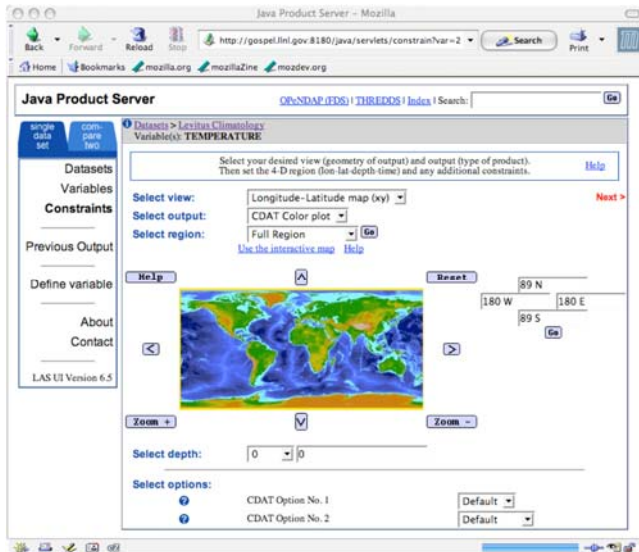 Java Product Server – Mozilla
Back Forward Reload Stop http://gospel.llnl.gov:8180/java/servlets/constrain?var=2 Search Print
Home Bookmarks mozilla.org mozillaZine mozdev.org
Java Product Server
OPeNDAP (FDS) | THREDDS | Index | Search: Go
single data set
com- pare two
Datasets
Variables
Constraints
Previous Output
Define variable
About
Contact
LAS UI Version 6.5
Datasets > Levitus Climatology
Variable(s): TEMPERATURE
Select your desired view (geometry of output) and output (type of product).
Then set the 4-D region (lon-lat-depth-time) and any additional constraints.
Help
Next >
Select view: Longitude-Latitude map (xy)
Select output: CDAT Color plot
Select region: Full Region Go
Use the interactive map Help
Help ^ Reset
89 N
180 W 180 E
89 S
Go
< >
Zoom + V Zoom -
Select depth: 0 0
Select options:
? CDAT Option No. 1 Default
? CDAT Option No. 2 Default